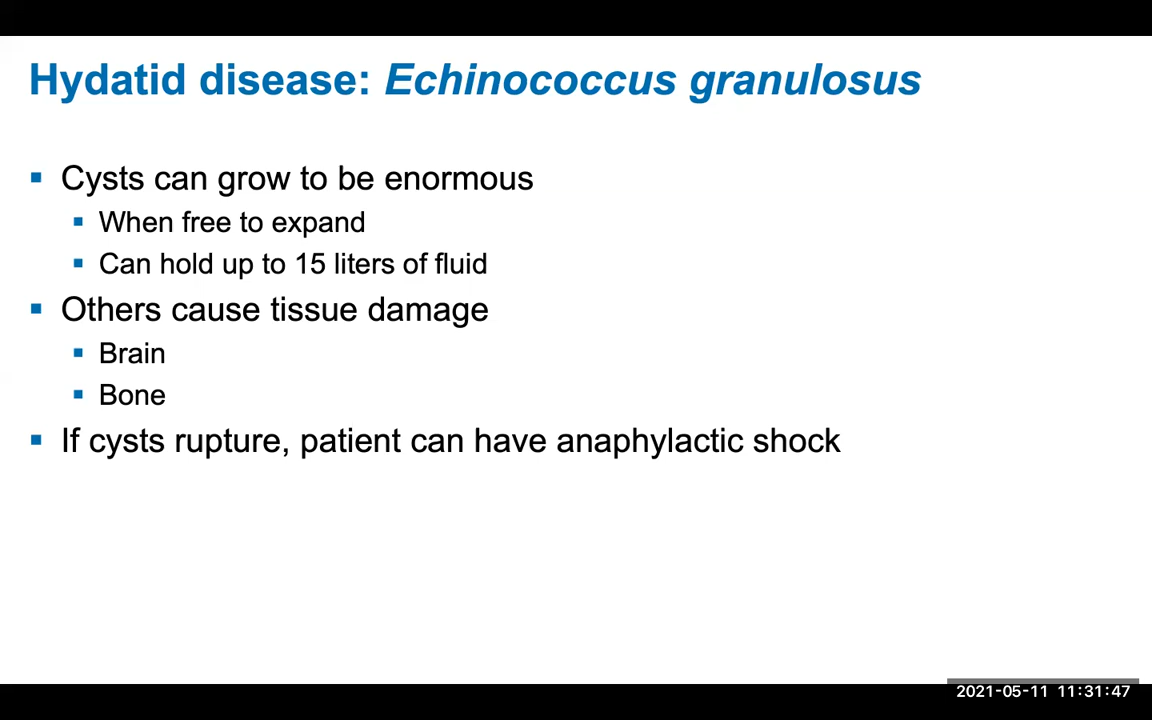 Hydatid disease: Echinococcus granulosus
Cysts can grow to be enormous
When free to expand
Can hold up to 15 liters of fluid
Others cause tissue damage
Brain
Bone
If cysts rupture, patient can have anaphylactic shock
2021-05-11 11:31:47